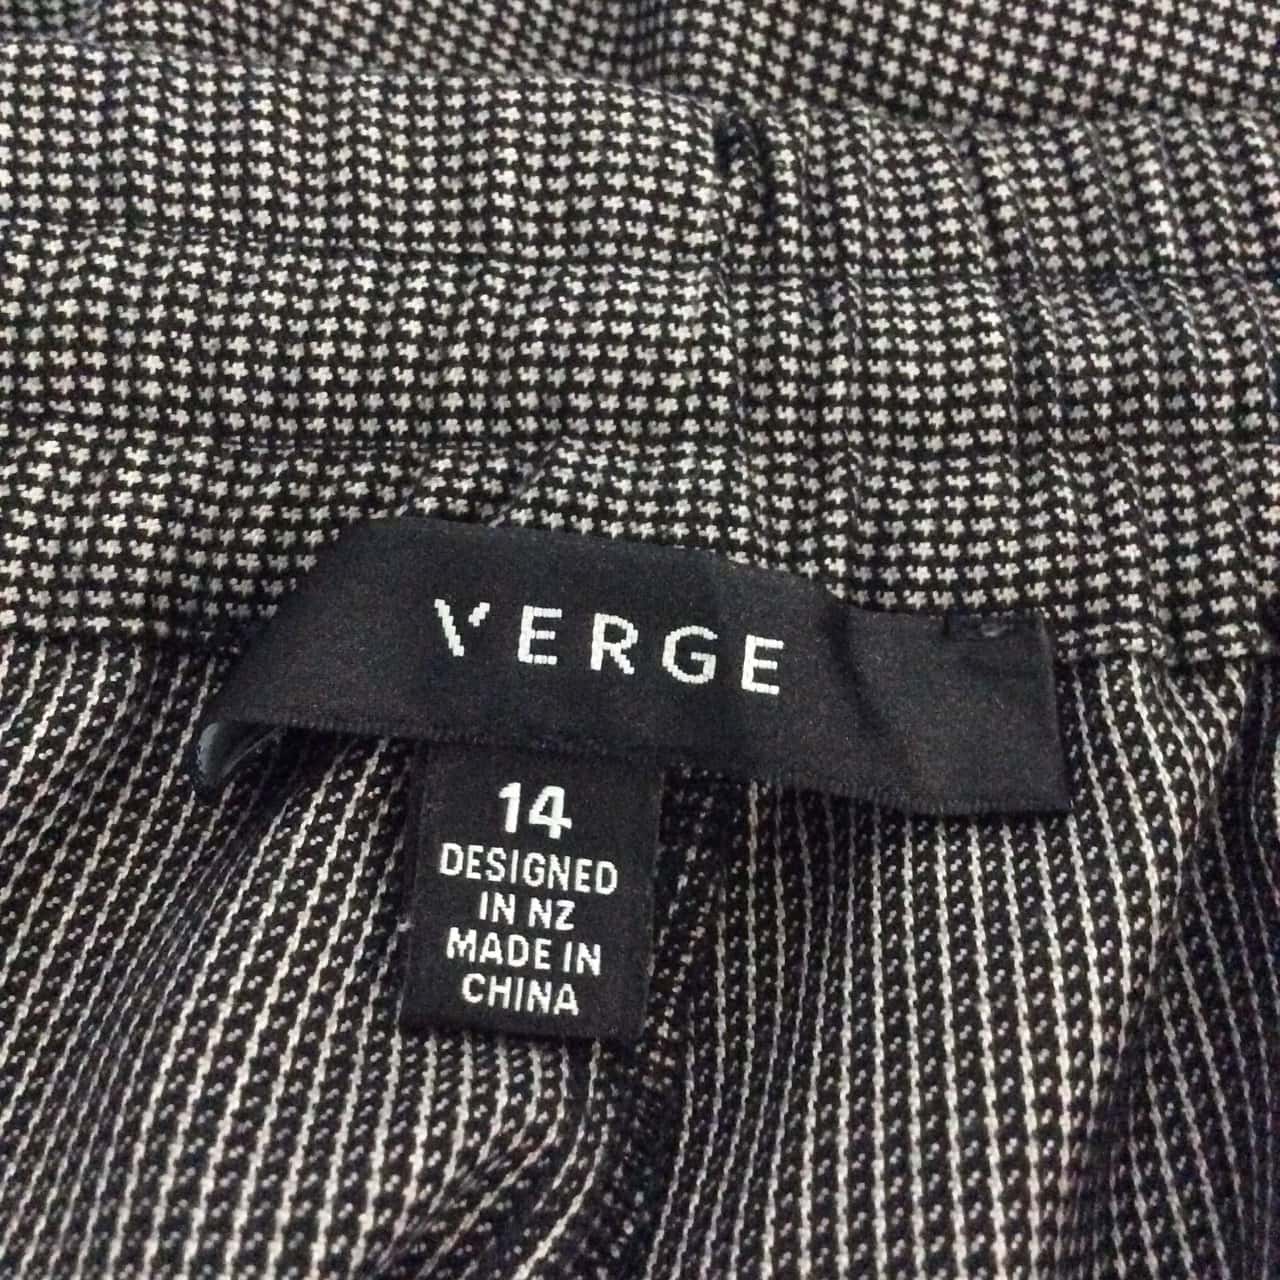 VERGE
14
DESIGNED
IN NZ
MADE IN
CHINA